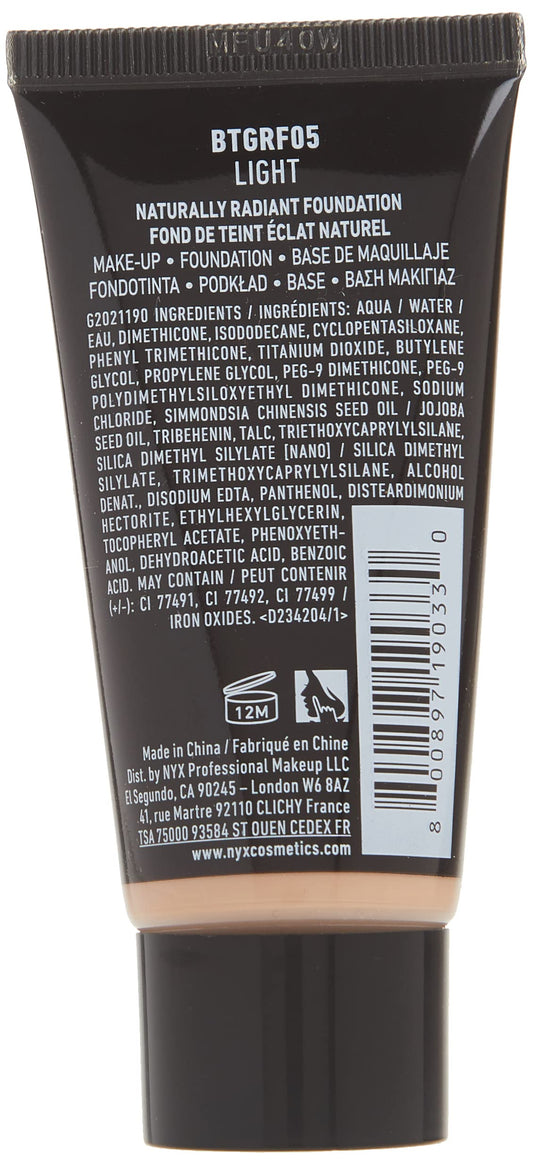 MFU40W
BTGRF05
LIGHT
NATURALLY RADIANT FOUNDATION
FOND DE TEINT ÉCLAT NATUREL
MAKE-UP • FOUNDATION • BASE DE MAQUILLAJE
FONDOTINTA • PODKŁAD • BASE • ΒΑΣΗ ΜΑΚΙΓΙΑΖ
G2021190 INGREDIENTS / INGRÉDIENTS: AQUA / WATER /
EAU, DIMETHICONE, ISODODECANE, CYCLOPENTASILOXANE,
PHENYL TRIMETHICONE, TITANIUM DIOXIDE, BUTYLENE
GLYCOL, PROPYLENE GLYCOL, PEG-9 DIMETHICONE, PEG-9
POLYDIMETHYLSILOXYETHYL DIMETHICONE, SODIUM
CHLORIDE, SIMMONDSIA CHINENSIS SEED OIL / JOJOBA
SEED OIL, TRIBEHENIN, TALC, TRIETHOXYCAPRYLYLSILANE,
SILICA DIMETHYL SILYLATE [NANO] / SILICA DIMETHYL
SILYLATE, TRIMETHOXYCAPRYLYLSILANE, ALCOHOL
DENAT., DISODIUM EDTA, PANTHENOL, DISTEARDIMONIUM
HECTORITE, ETHYLHEXYLGLYCERIN,
TOCOPHERYL ACETATE, PHENOXYETH-
ANOL, DEHYDROACETIC ACID, BENZOIC
ACID. MAY CONTAIN / PEUT CONTENIR
(+/-): CI 77491, CI 77492, CI 77499 /
IRON OXIDES. <D234204/1>
12M
Made in China / Fabriqué en Chine
Dist. by NYX Professional Makeup LLC
El Segundo, CA 90245 – London W6 8AZ
41, rue Martre 92110 CLICHY France
TSA 75000 93584 ST OUEN CEDEX FR
www.nyxcosmetics.com
8 00897 19033 0